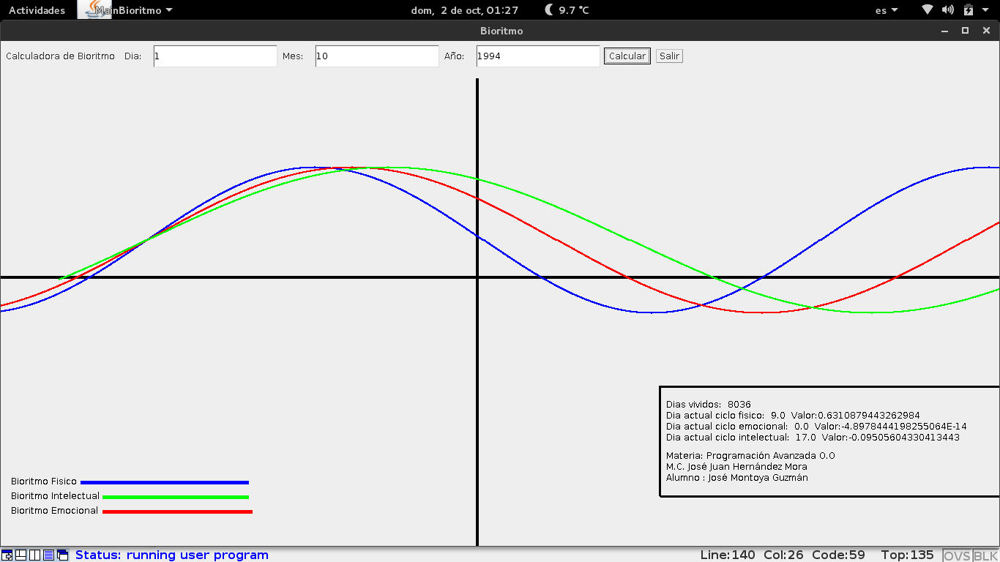 Actividades MainBioritmo dom, 2 de oct, 01:27 9.7 °C es
Bioritmo
Calculadora de Bioritmo Dia: 1 Mes: 10 Año: 1994 Calcular Salir
Dias vividos: 8036
Dia actual ciclo fisico: 9.0 Valor:0.6310879443262984
Dia actual ciclo emocional: 0.0 Valor:-4.8978444198255064E-14
Dia actual ciclo intelectual: 17.0 Valor:-0.09505604330413443
Materia: Programación Avanzada O.O
M.C. José Juan Hernández Mora
Alumno : José Montoya Guzmán
Bioritmo Fisico
Bioritmo Intelectual
Bioritmo Emocional
Status: running user program Line:140 Col:26 Code:59 Top:135 OVS BLK